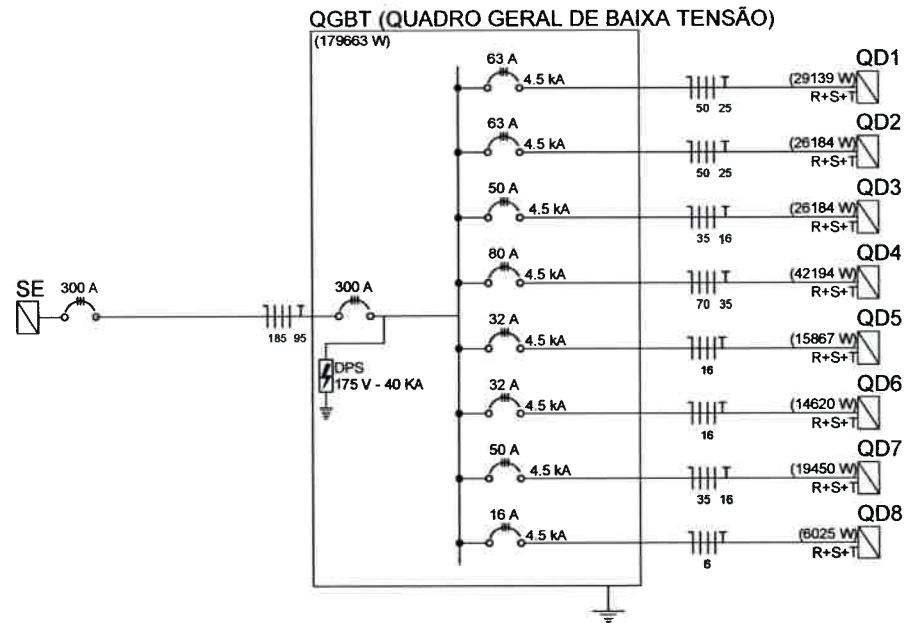 QGBT (QUADRO GERAL DE BAIXA TENSÃO)
(179663 W)
63 A
4.5 kA
50 25
(29139 W)
R+S+T
QD1
63 A
4.5 kA
50 25
(26184 W)
R+S+T
QD2
50 A
4.5 kA
35 16
(26184 W)
R+S+T
QD3
80 A
4.5 kA
70 35
(42194 W)
R+S+T
QD4
SE
300 A
185 95
300 A
DPS
175 V - 40 KA
32 A
4.5 kA
16
(15867 W)
R+S+T
QD5
32 A
4.5 kA
16
(14620 W)
R+S+T
QD6
50 A
4.5 kA
35 16
(19450 W)
R+S+T
QD7
16 A
4.5 kA
6
(6025 W)
R+S+T
QD8